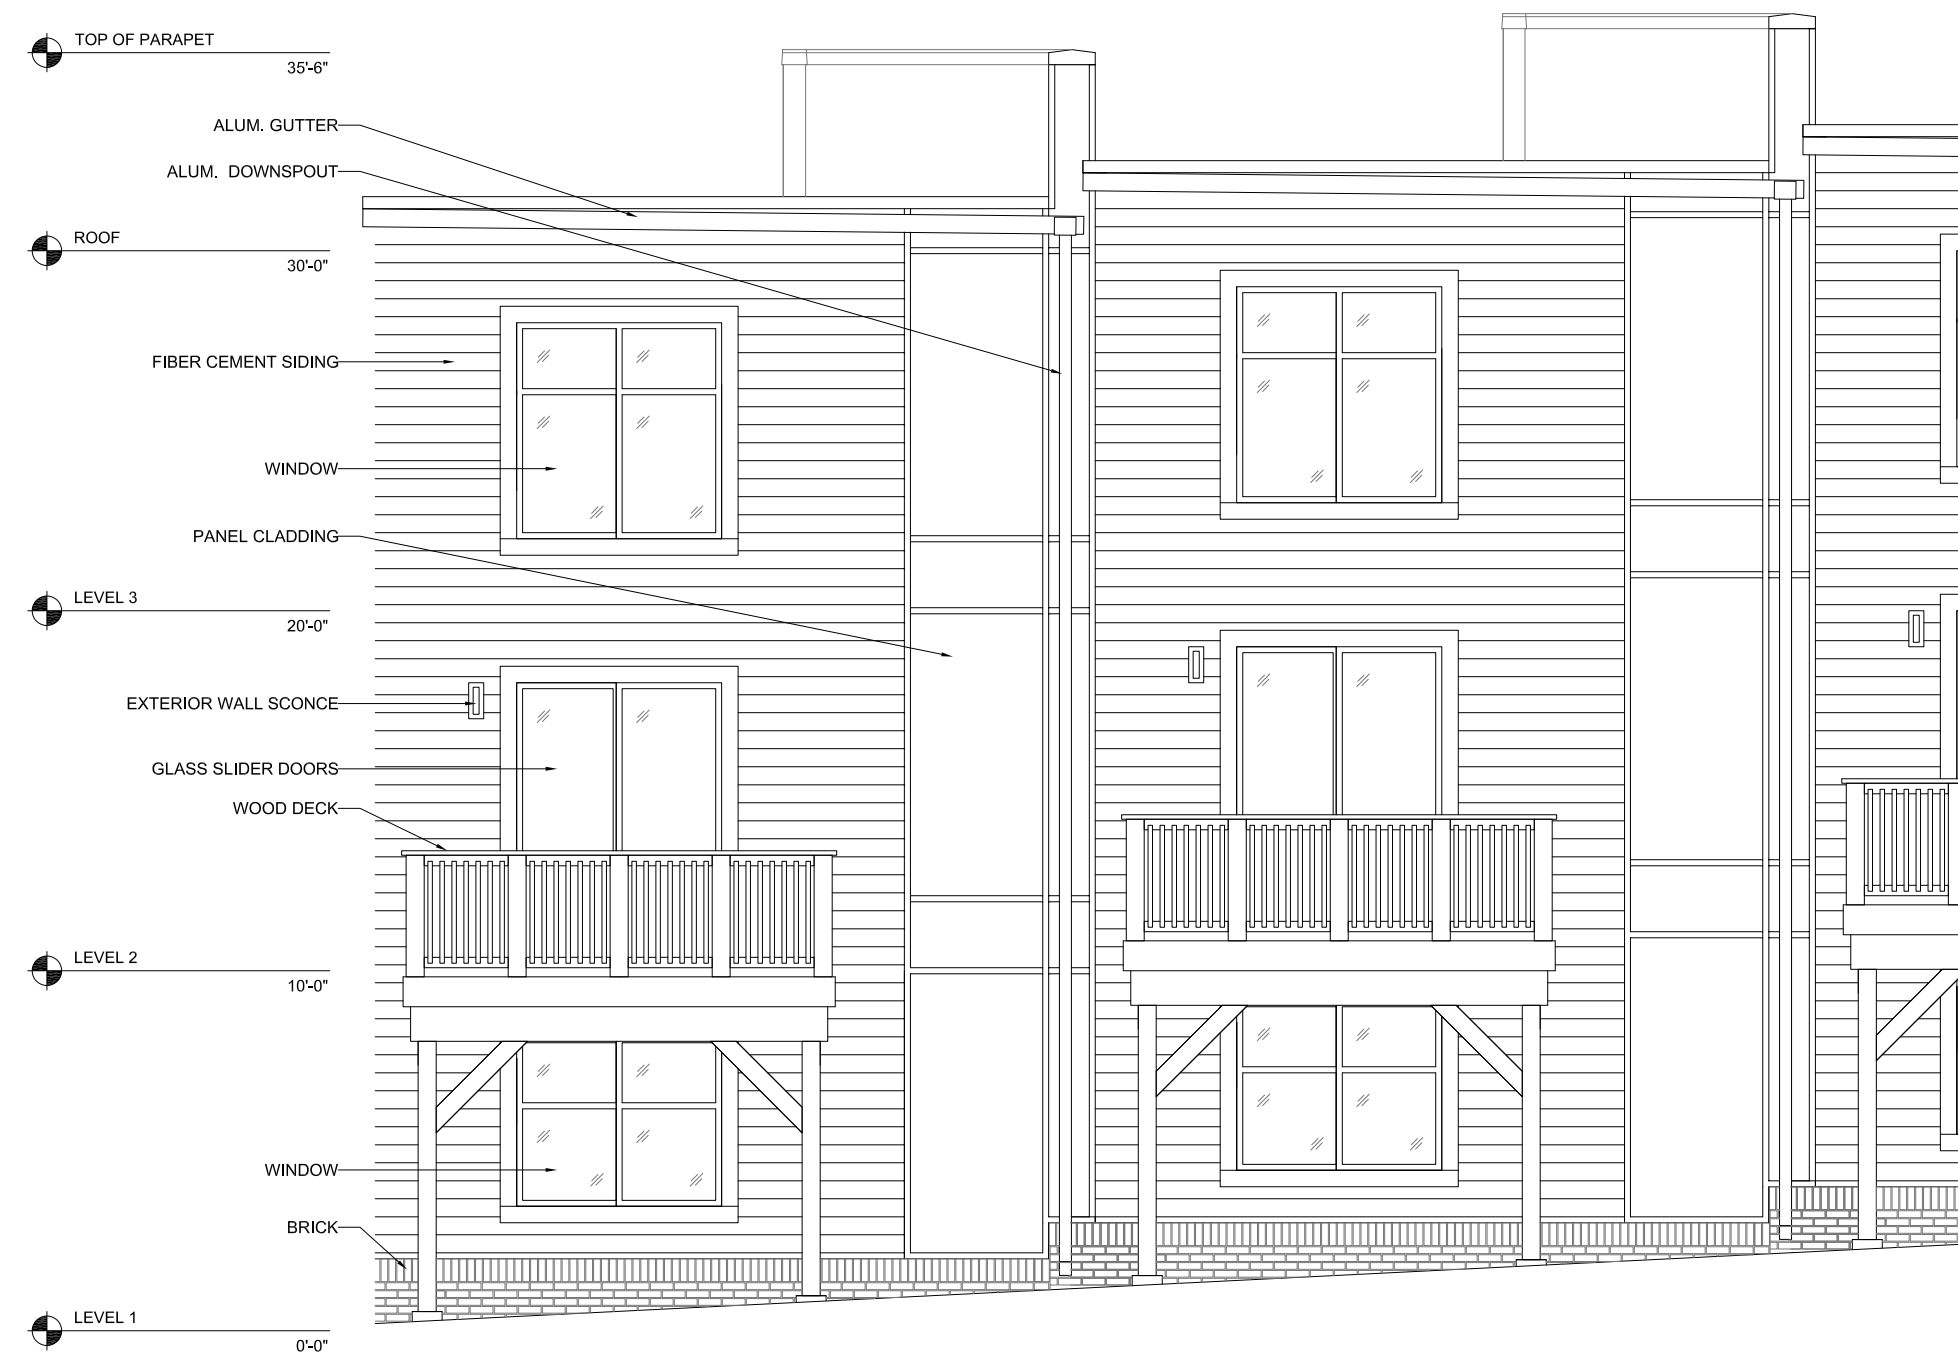 TOP OF PARAPET
35'-6"
ALUM. GUTTER
ALUM.  DOWNSPOUT
ROOF
30'-0"
FIBER CEMENT SIDING
WINDOW
PANEL CLADDING
LEVEL 3
20'-0"
EXTERIOR WALL SCONCE
GLASS SLIDER DOORS
WOOD DECK
LEVEL 2
10'-0"
WINDOW
BRICK
LEVEL 1
0'-0"